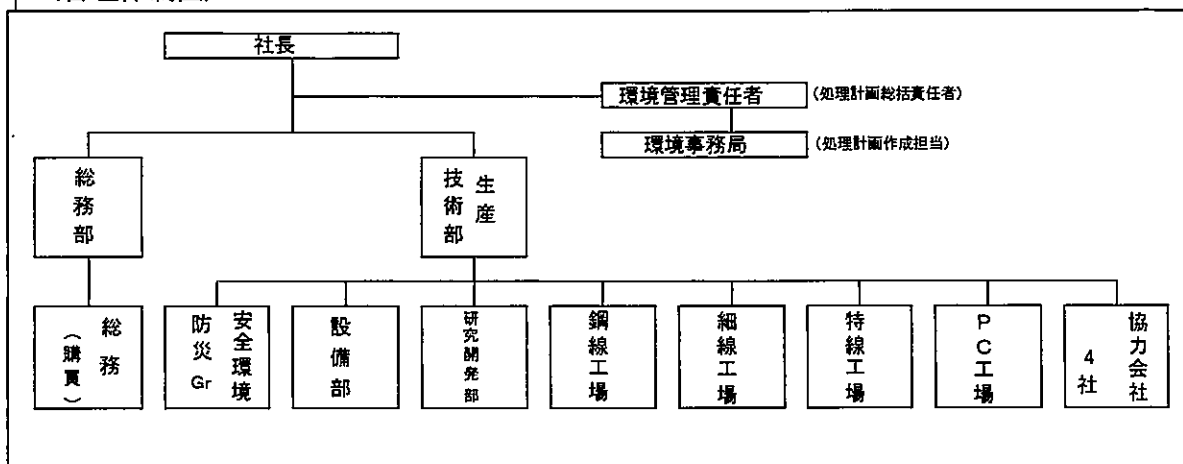 社長
環境管理責任者
(処理計画総括責任者)
環境事務局
(処理計画作成担当)
総務部
生産
技術部
総務
(購買)
安全環境
防災Gr
設備部
研究開発部
鋼線工場
細線工場
特線工場
PC工場
協力会社
4社